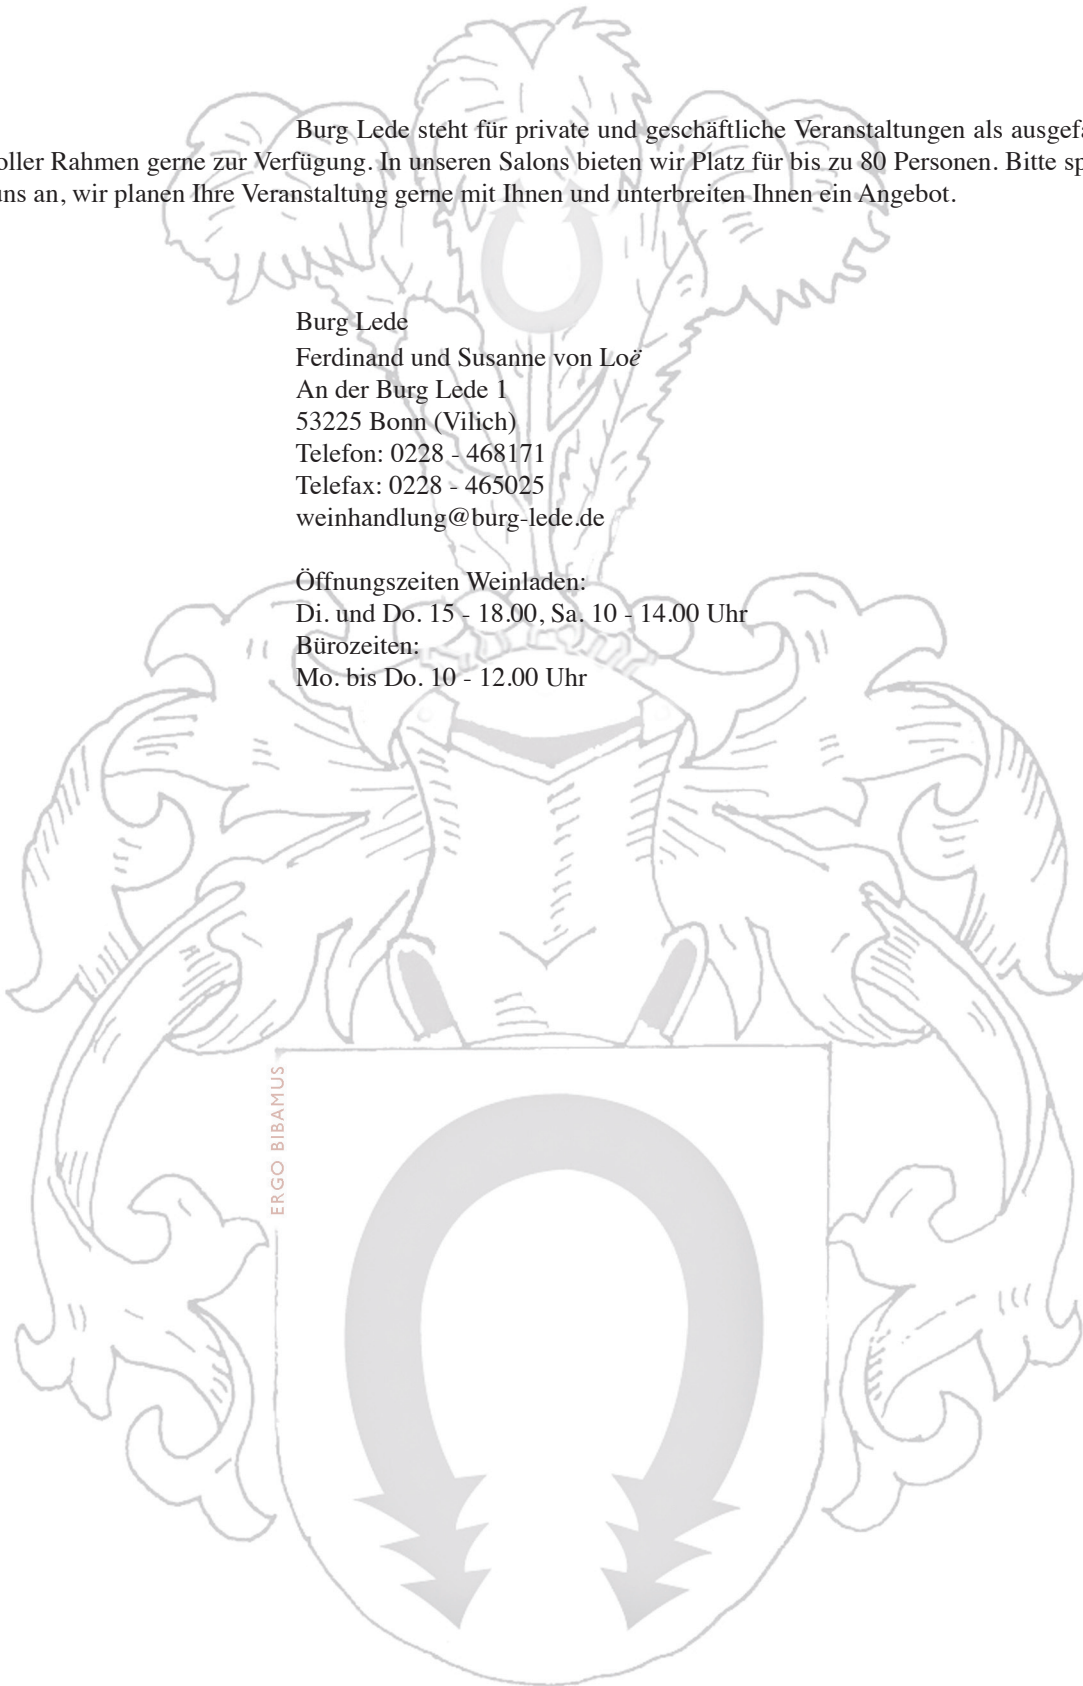 Burg Lede steht für private und geschäftliche Veranstaltungen als
Rahmen gerne zur Verfügung. In unseren Salons bieten wir Platz für bis zu 80 Personen. Bitte
an, wir planen Ihre Veranstaltung gerne mit Ihnen und unterbreiten Ihnen ein Angebot.
Burg Lede
Ferdinand und Susanne von Loë
An der Burg Lede 1
53225 Bonn (Vilich)
Telefon: 0228 - 468171
Telefax: 0228 - 465025
weinhandlung@burg-lede.de
Öffnungszeiten Weinladen:
Di. und Do. 15 - 18.00, Sa. 10 - 14.00 Uhr
Bürozeiten:
Mo. bis Do. 10 - 12.00 Uhr
ERGO BIBAMUS